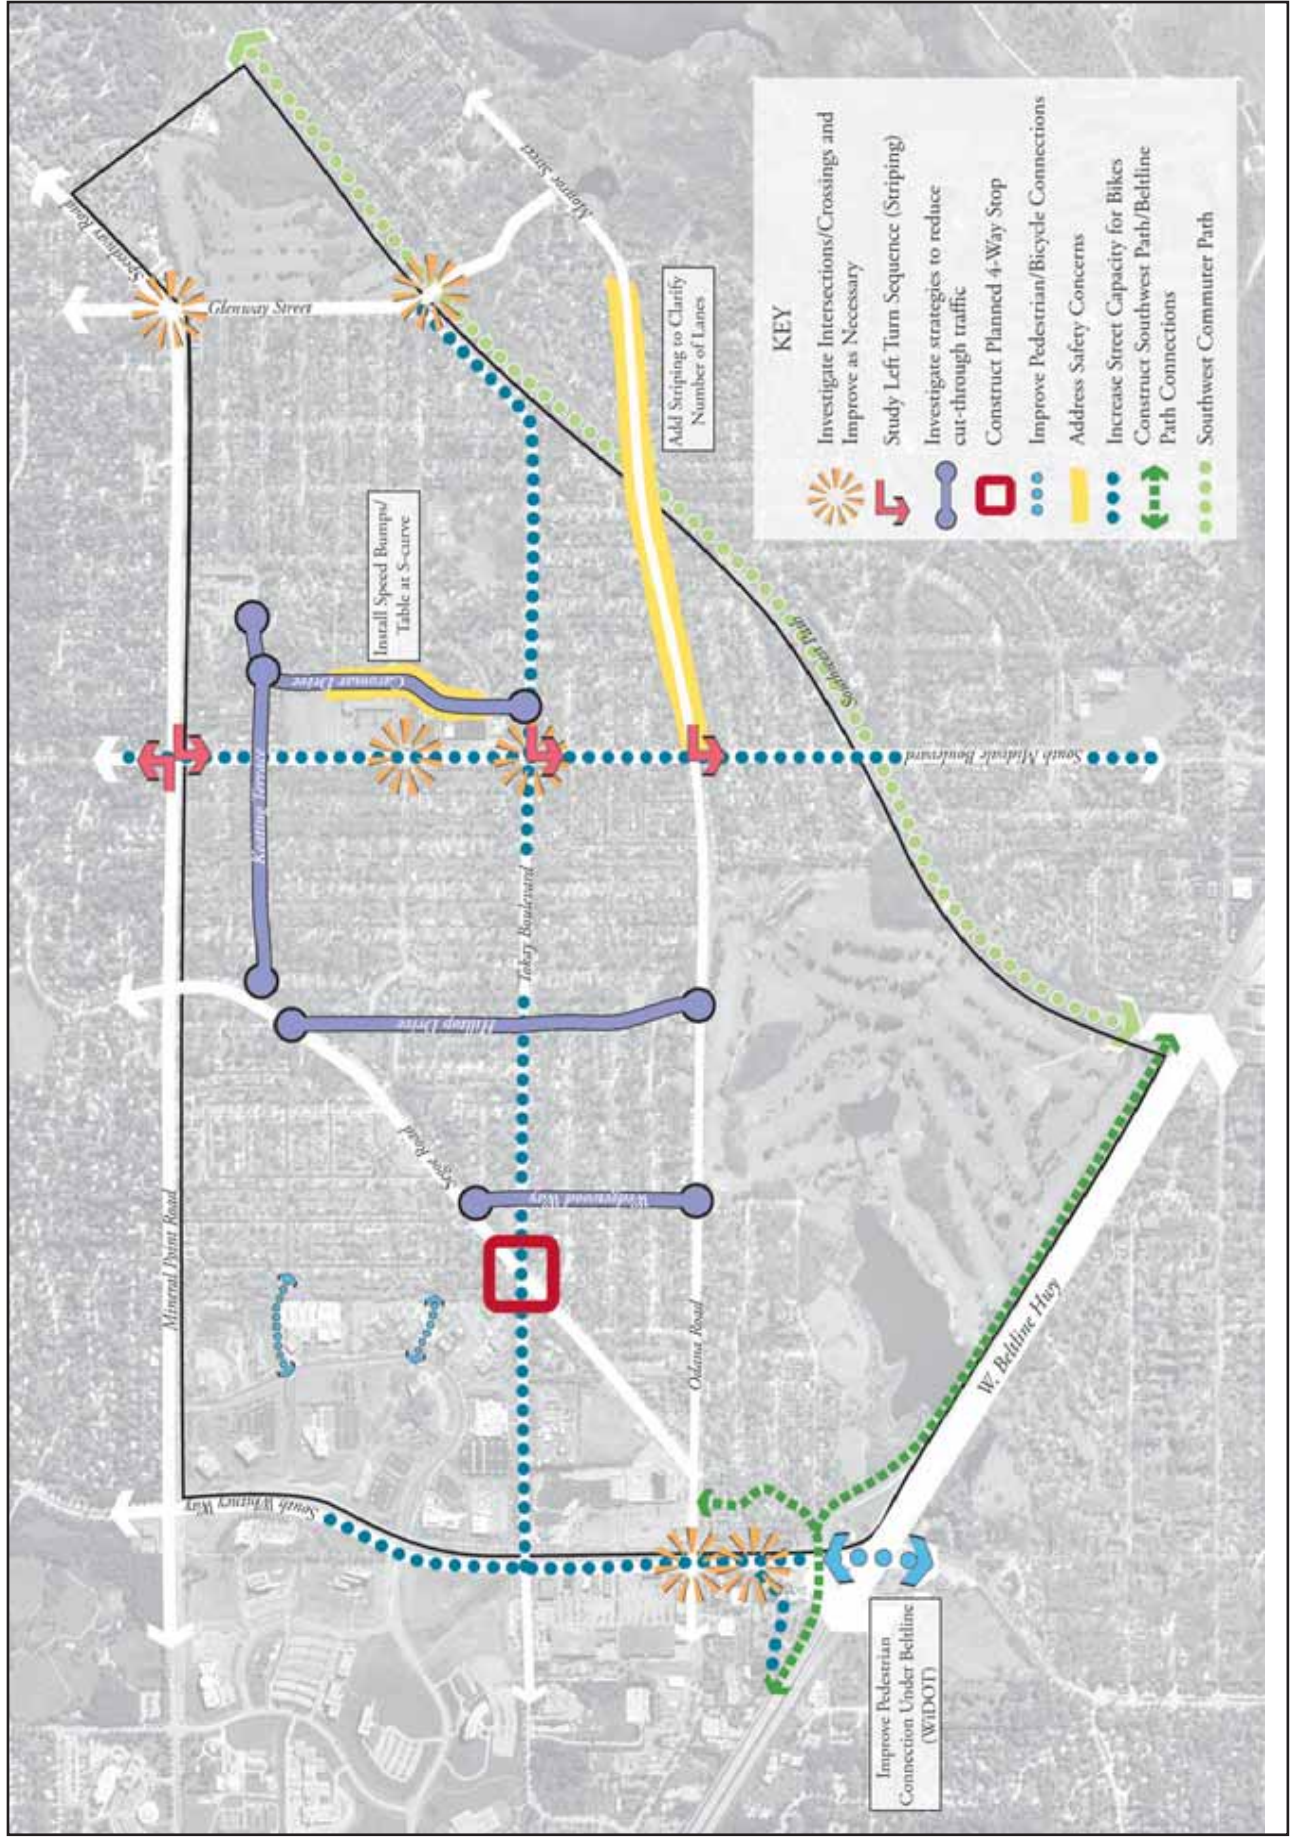 Speedway Road
Glenway Street
Monroe Street
Add Striping to Clarify
Number of Lanes
Install Speed Bumps/
Table at S-curve
Caromar Drive
Keating Terrace
Tokay Boulevard
Hilltop Drive
Segoe Road
Wedgewood Way
Mineral Point Road
Odana Road
South Whitney Way
South Midvale Boulevard
Southwest Path
W. Beltline Hwy
Improve Pedestrian
Connection Under Beltline
(WiDOT)
KEY
Investigate Intersections/Crossings and
Improve as Necessary
Study Left Turn Sequence (Striping)
Investigate strategies to reduce
cut-through traffic
Construct Planned 4-Way Stop
Improve Pedestrian/Bicycle Connections
Address Safety Concerns
Increase Street Capacity for Bikes
Construct Southwest Path/Beltline
Path Connections
Southwest Commuter Path